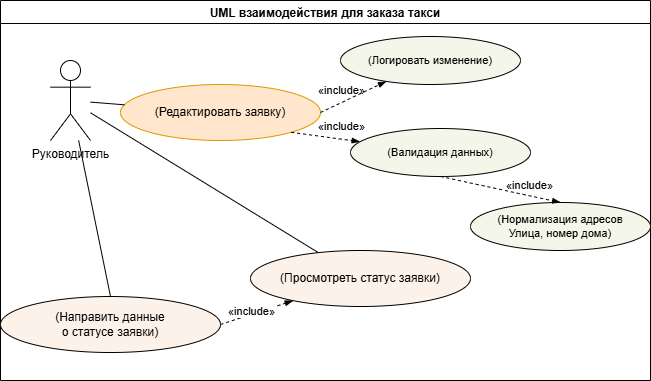 UML взаимодействия для заказа такси
(Логировать изменение)
«include»
(Редактировать заявку)
«include»
Руководитель
(Валидация данных)
«include»
(Нормализация адресов
Улица, номер дома)
(Просмотреть статус заявки)
«include»
(Направить данные
о статусе заявки)